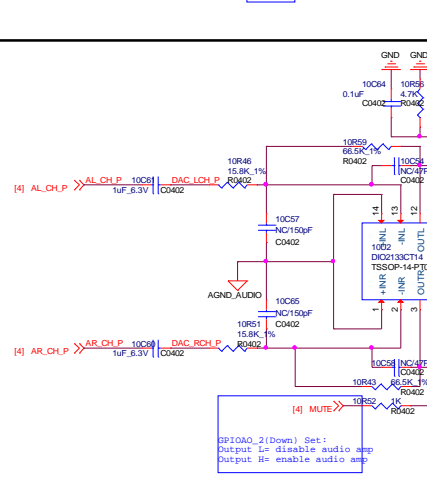 GND GND
10C64 10R56
0.1uF 4.7K
C0402 R0402
10R59
66.5K_1%
R0402
10C54
NC/47P
C0402
10R46
15.8K_1%
R0402
[4] AL_CH_P AL_CH_P 10C61 DAC_LCH_P
1uF_6.3V C0402
10C57
NC/150pF
C0402
14 13 12
+INL -INL OUTL
10U2
DIO2133CT14
TSSOP-14-PT0
+INR -INR OUTR
1 2 3
AGND_AUDIO
10C65
NC/150pF
C0402
10R51
15.8K_1%
R0402
[4] AR_CH_P AR_CH_P 10C60 DAC_RCH_P
1uF_6.3V C0402
10C58 NC/47P
C0402
10R43 66.5K_1%
R0402
[4] MUTE 10R52 1K
R0402
GPIOAO_2(Down) Set:
Output L= disable audio amp
Output H= enable audio amp